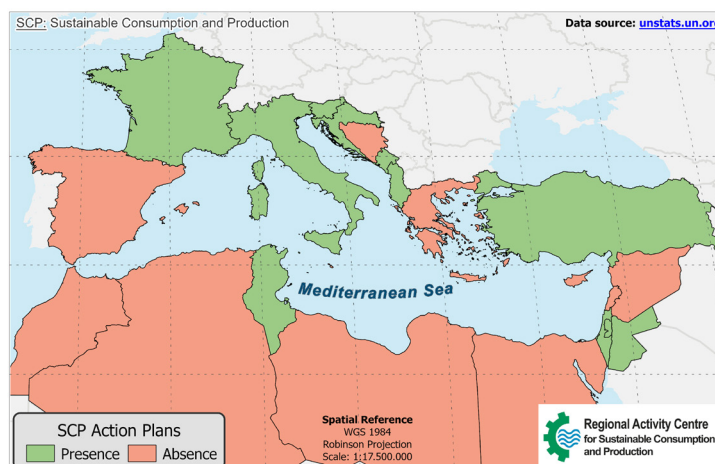 SCP: Sustainable Consumption and Production
Data source: unstats.un.org
Mediterranean Sea
SCP Action Plans
Presence
Absence
Spatial Reference
WGS 1984
Robinson Projection
Scale: 1:17.500.000
Regional Activity Centre
for Sustainable Consumption
and Production